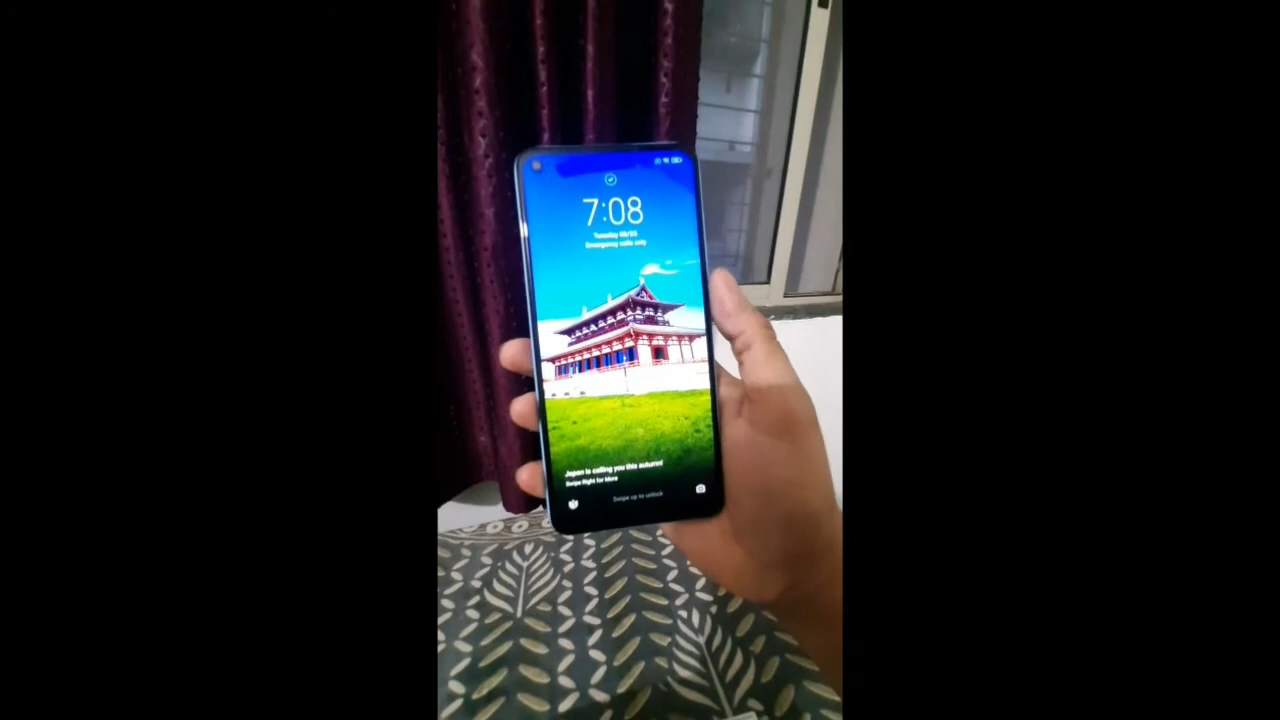 7:08
Tuesday 08/23
Emergency calls only
Japan is calling you this autumn!
Swipe Right for More
Swipe up to unlock